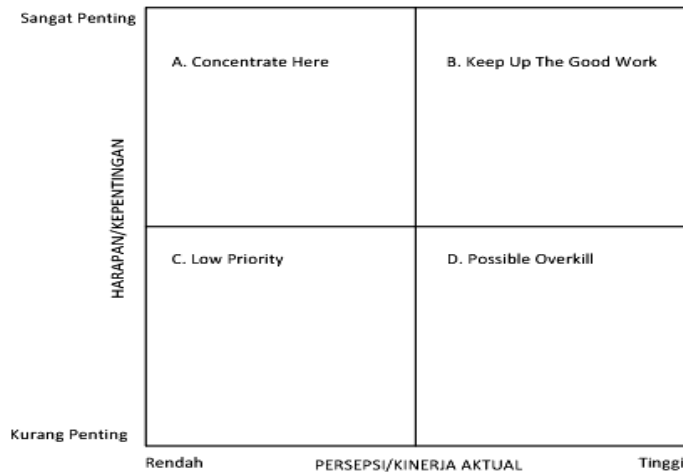 Sangat Penting
A. Concentrate Here
B. Keep Up The Good Work
HARAPAN/KEPENTINGAN
C. Low Priority
D. Possible Overkill
Kurang Penting
Rendah
PERSEPSI/KINERJA AKTUAL
Tinggi